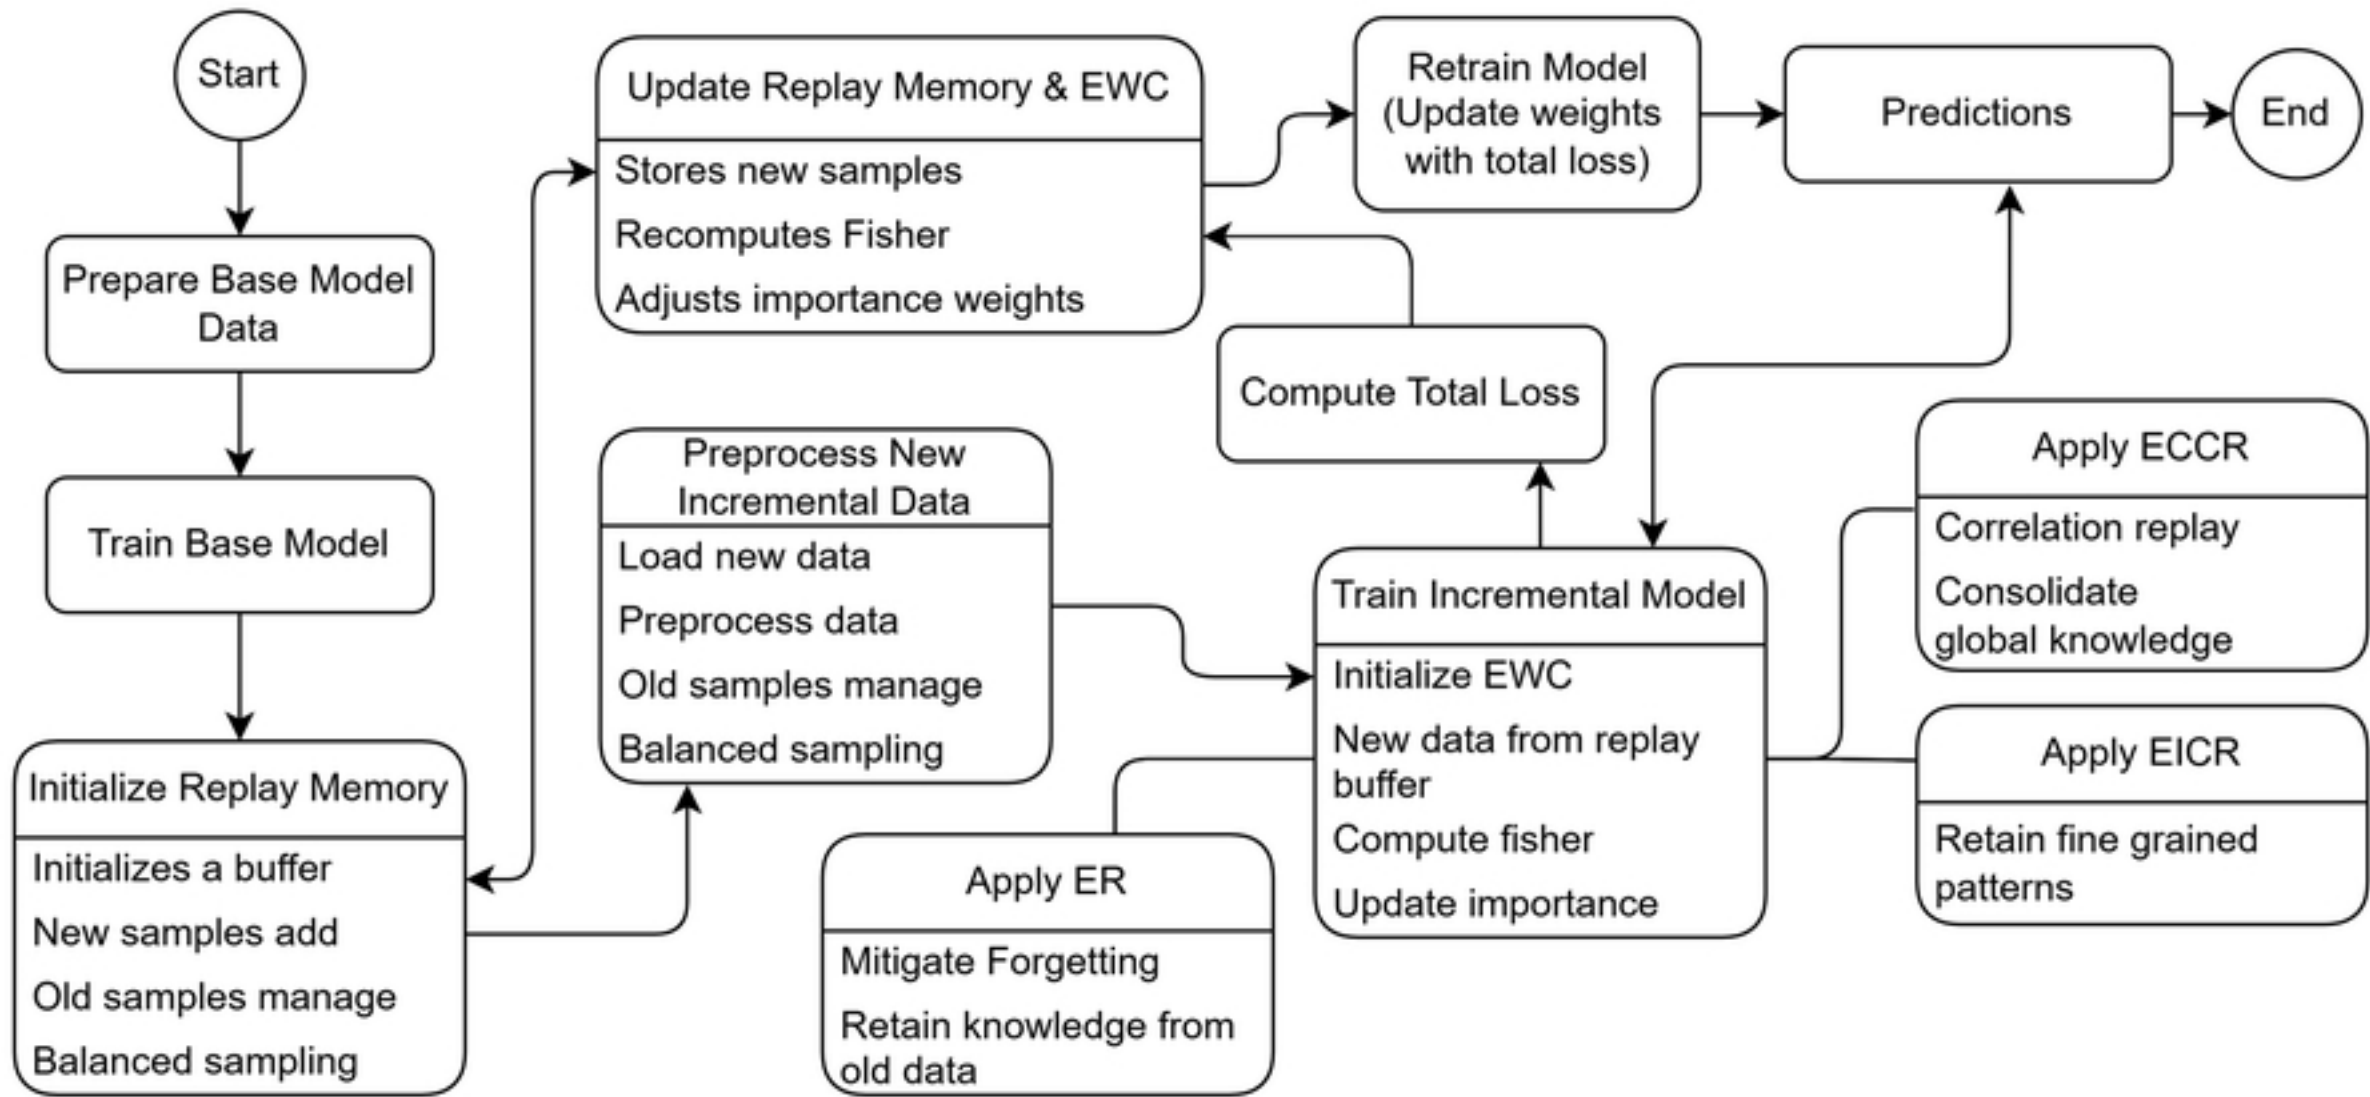 Start
Prepare Base Model
Data
Train Base Model
Initialize Replay Memory
Initializes a buffer
New samples add
Old samples manage
Balanced sampling
Update Replay Memory & EWC
Stores new samples
Recomputes Fisher
Adjusts importance weights
Preprocess New
Incremental Data
Load new data
Preprocess data
Old samples manage
Balanced sampling
Apply ER
Mitigate Forgetting
Retain knowledge from
old data
Retrain Model
(Update weights
with total loss)
Compute Total Loss
Train Incremental Model
Initialize EWC
New data from replay
buffer
Compute fisher
Update importance
Predictions
End
Apply ECCR
Correlation replay
Consolidate
global knowledge
Apply EICR
Retain fine grained
patterns